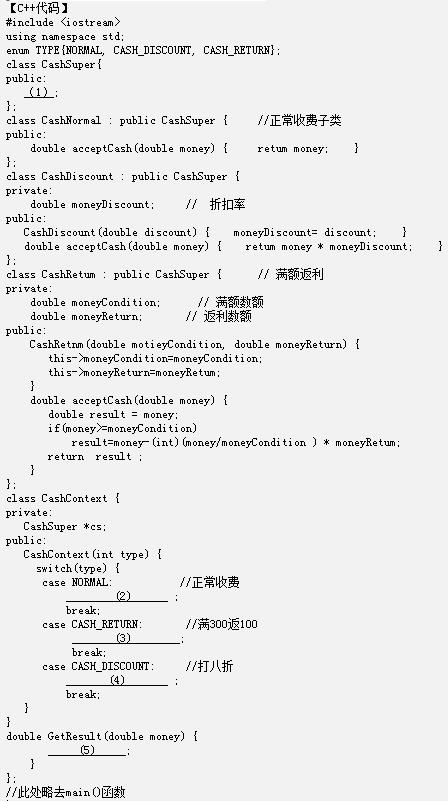 【C++代码】
#include <iostream>
using namespace std;
enum TYPE{NORMAL, CASH_DISCOUNT, CASH_RETURN};
class CashSuper{
public:
(1) ;
};
class CashNormal : public CashSuper { //正常收费子类
public:
double acceptCash(double money) { retum money; }
};
class CashDiscount : public CashSuper {
private:
double moneyDiscount; // 折扣率
public:
CashDiscount(double discount) { moneyDiscount= discount; }
double acceptCash(double money) { retum money * moneyDiscount; }
};
class CashRetum : public CashSuper { // 满额返利
private:
double moneyCondition; // 满额数额
double moneyReturn; // 返利数额
public:
CashRetnm(double motieyCondition, double moneyReturn) {
this->moneyCondition=moneyCondition;
this->moneyReturn=moneyRetum;
}
double acceptCash(double money) {
double result = money;
if(money>=moneyCondition)
result=money-(int)(money/moneyCondition ) * moneyRetum;
return result ;
}
};
class CashContext {
private:
CashSuper *cs;
public:
CashContext(int type) {
switch(type) {
case NORMAL: //正常收费
(2) ;
break;
case CASH_RETURN: //满300返100
(3) ;
break;
case CASH_DISCOUNT: //打八折
(4) ;
break;
}
}
double GetResult(double money) {
(5) ;
}
};
//此处略去main()函数